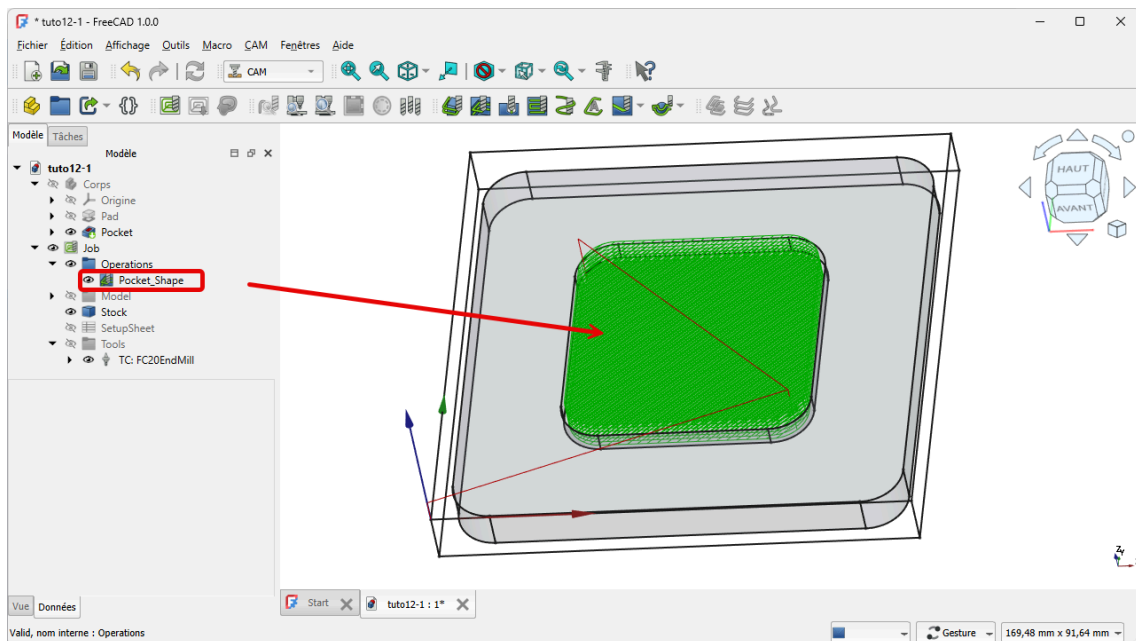 * tuto12-1 - FreeCAD 1.0.0
Fichier Édition Affichage Outils Macro CAM Fenêtres Aide
CAM
Modèle Tâches
Modèle
tuto12-1
Corps
Origine
Pad
Pocket
Job
Operations
Pocket_Shape
Model
Stock
SetupSheet
Tools
TC: FC20EndMill
HAUT
AVANT
Z
Y
Vue Données
Start
tuto12-1 : 1*
Valid, nom interne : Operations
Gesture
169,48 mm x 91,64 mm